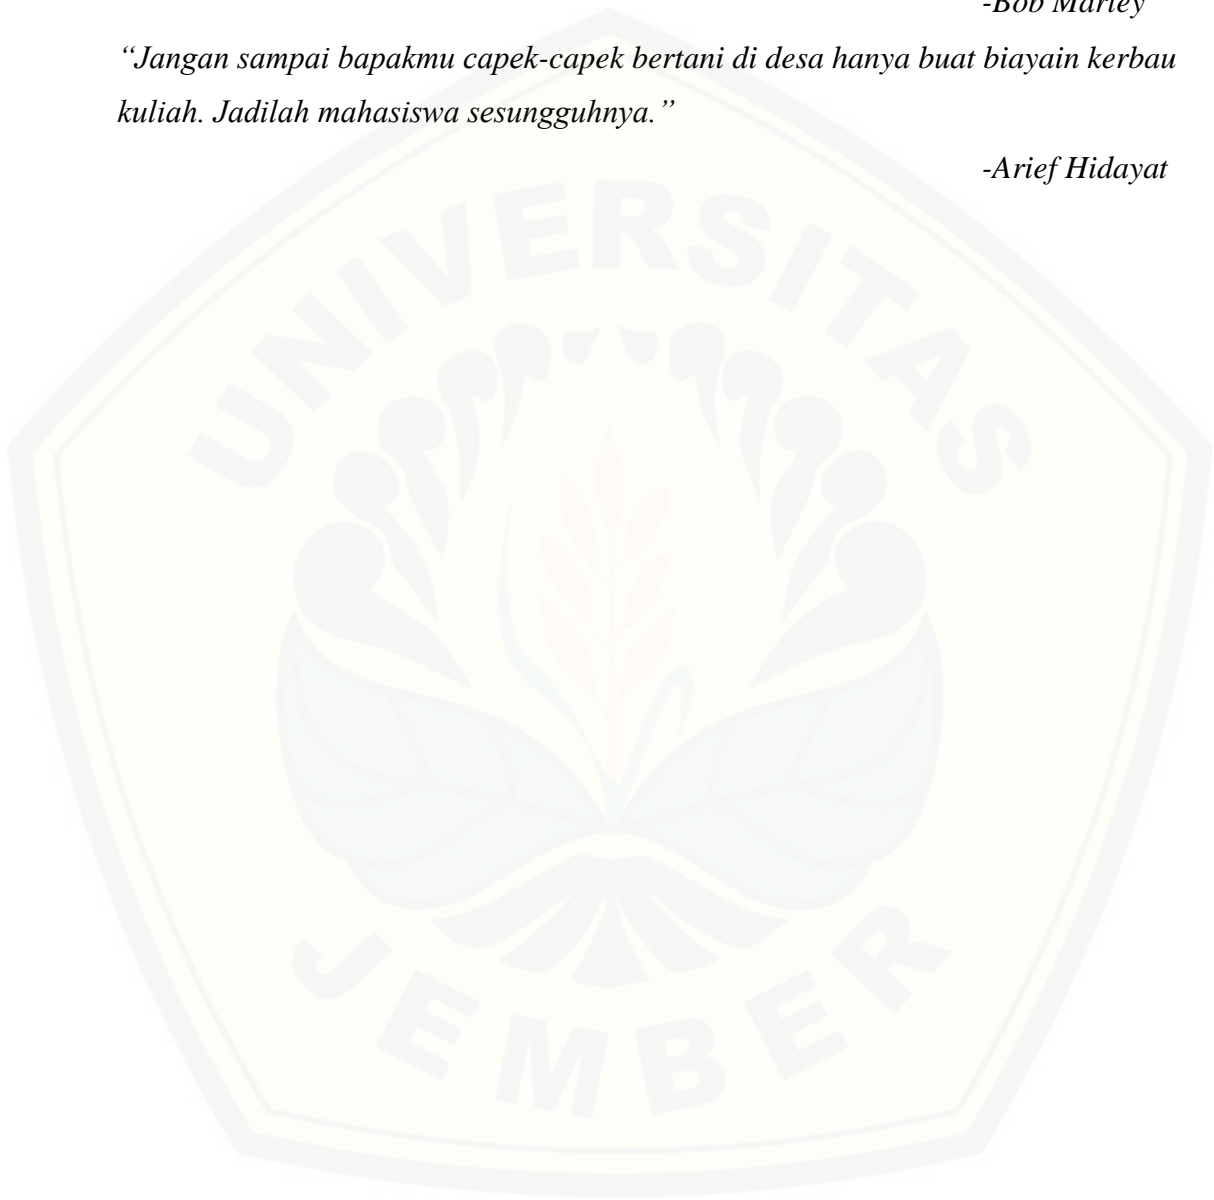 -Bob Marley
“Jangan sampai bapakmu capek-capek bertani di desa hanya buat biayain kerbau
kuliah. Jadilah mahasiswa sesungguhnya.”
-Arief Hidayat
UNIVERSITAS
JEMBER